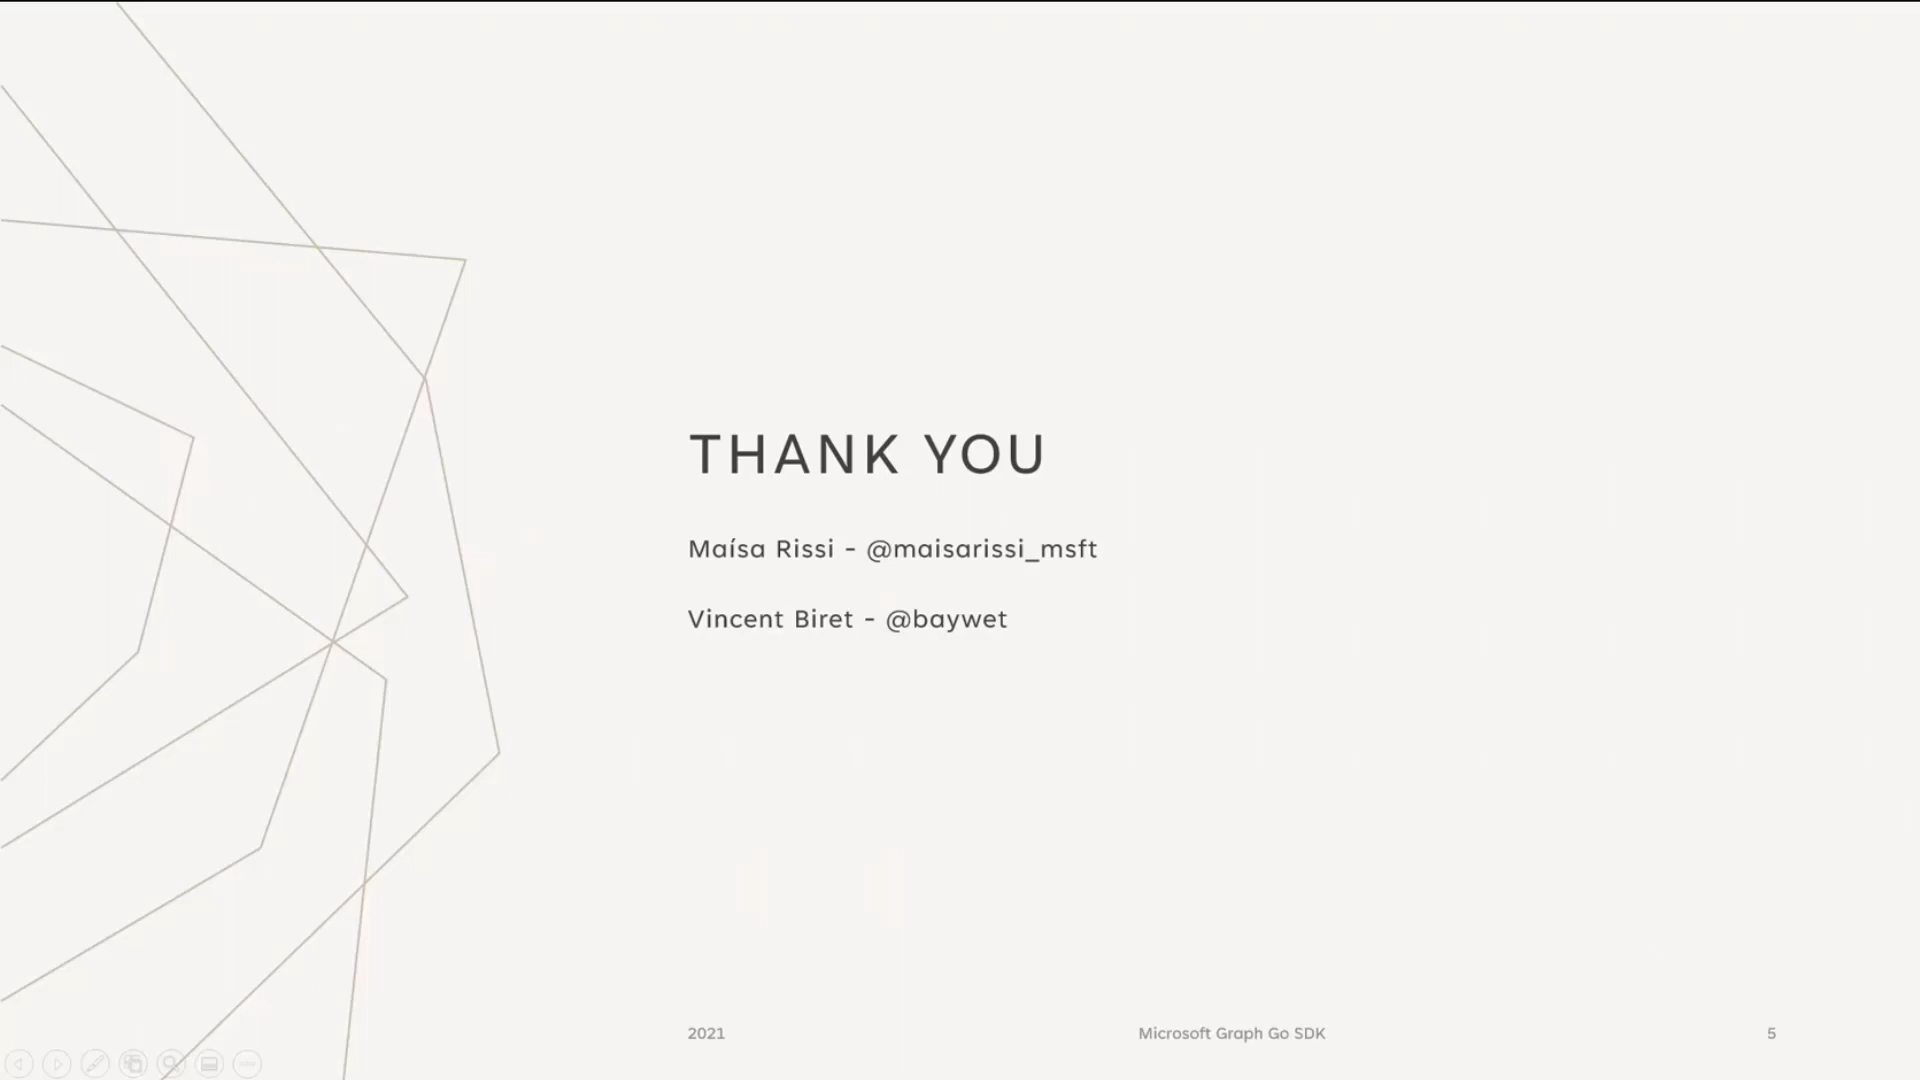 THANK YOU
Maísa Rissi - @maisarissi_msft
Vincent Biret - @baywet
2021
Microsoft Graph Go SDK
5